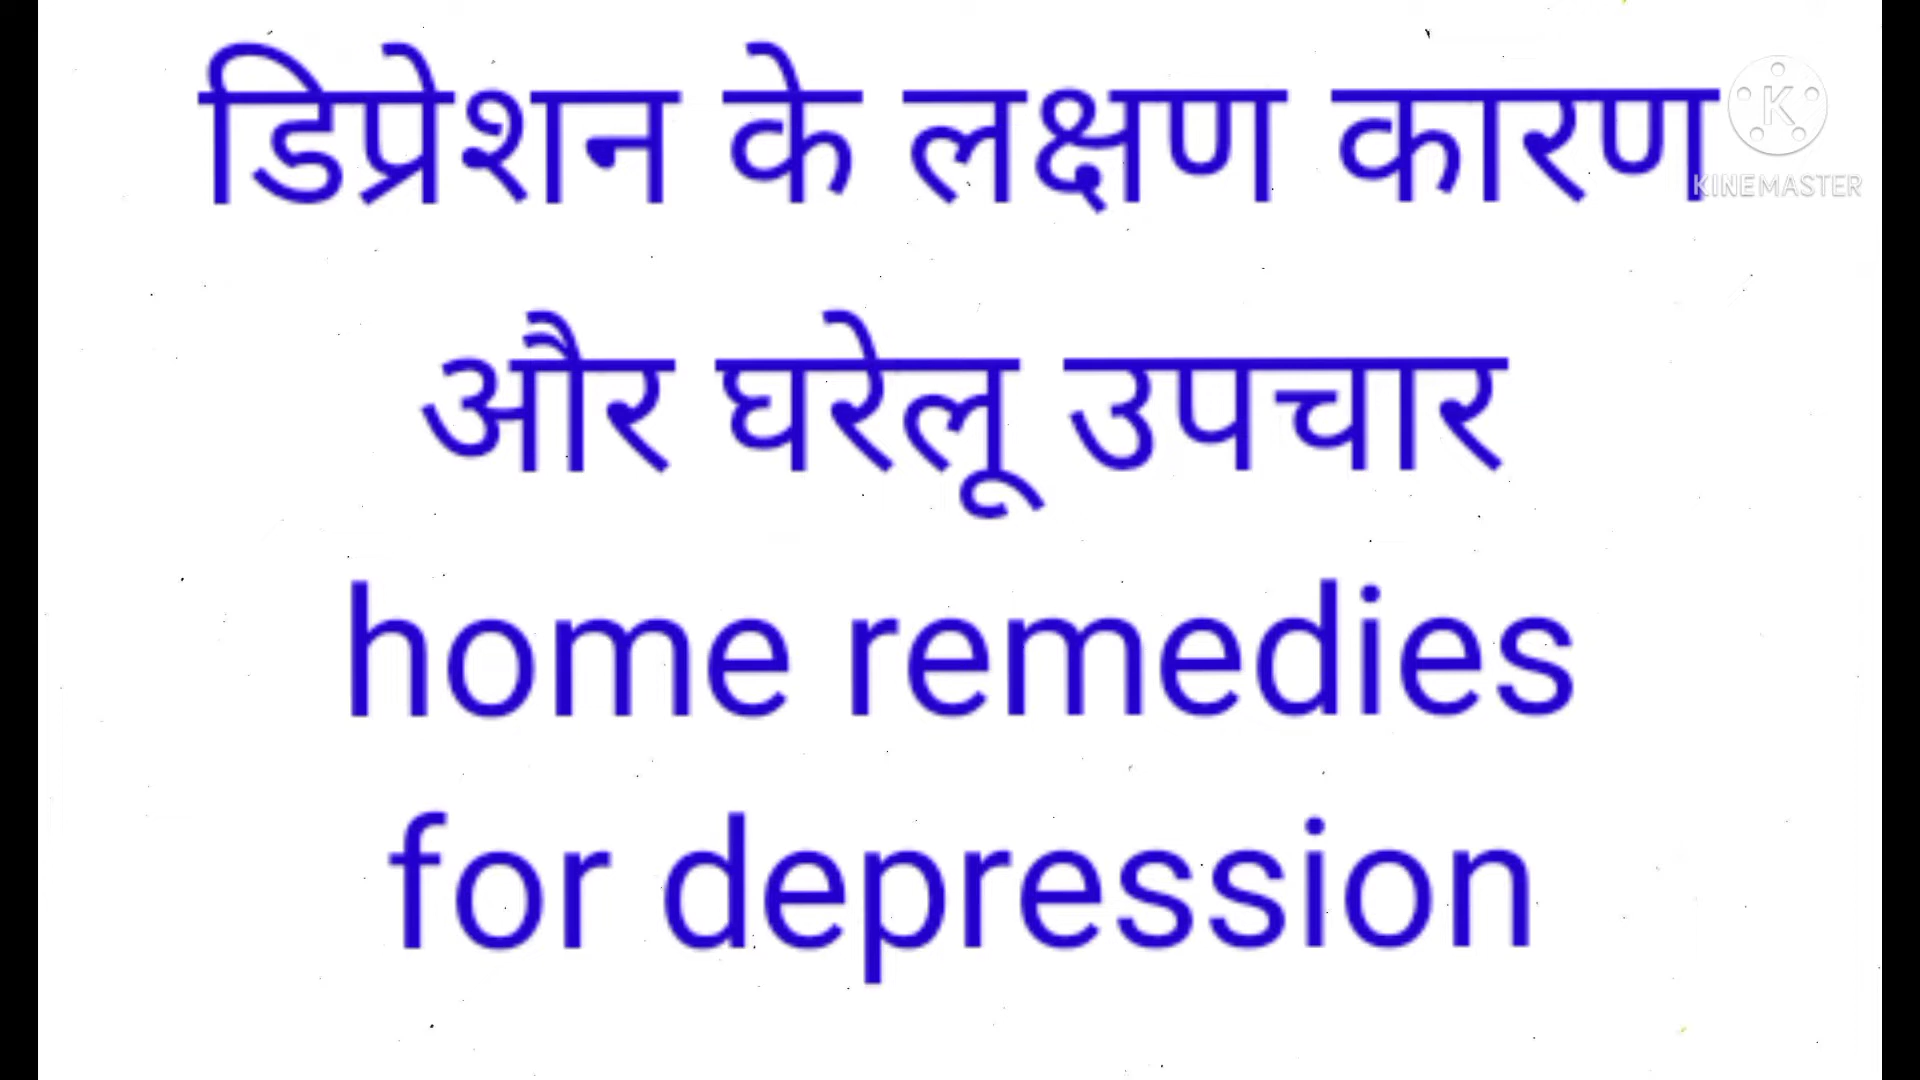 डिप्रेशन के लक्षण कारण
KINEMASTER
और घरेलू उपचार
home remedies
for depression